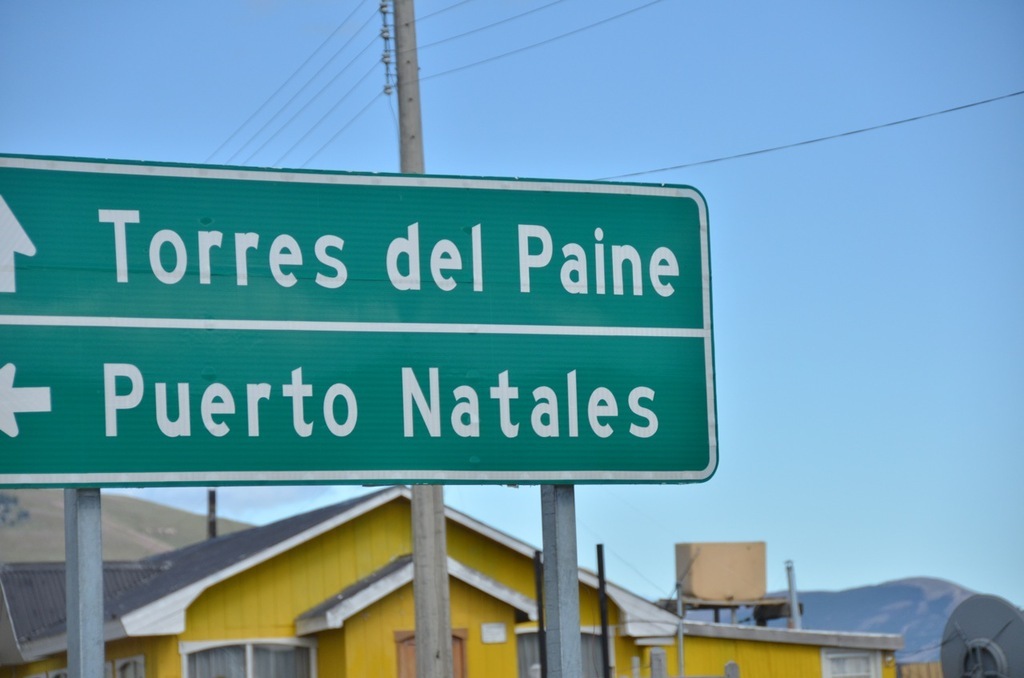 Torres del Paine
Puerto Natales